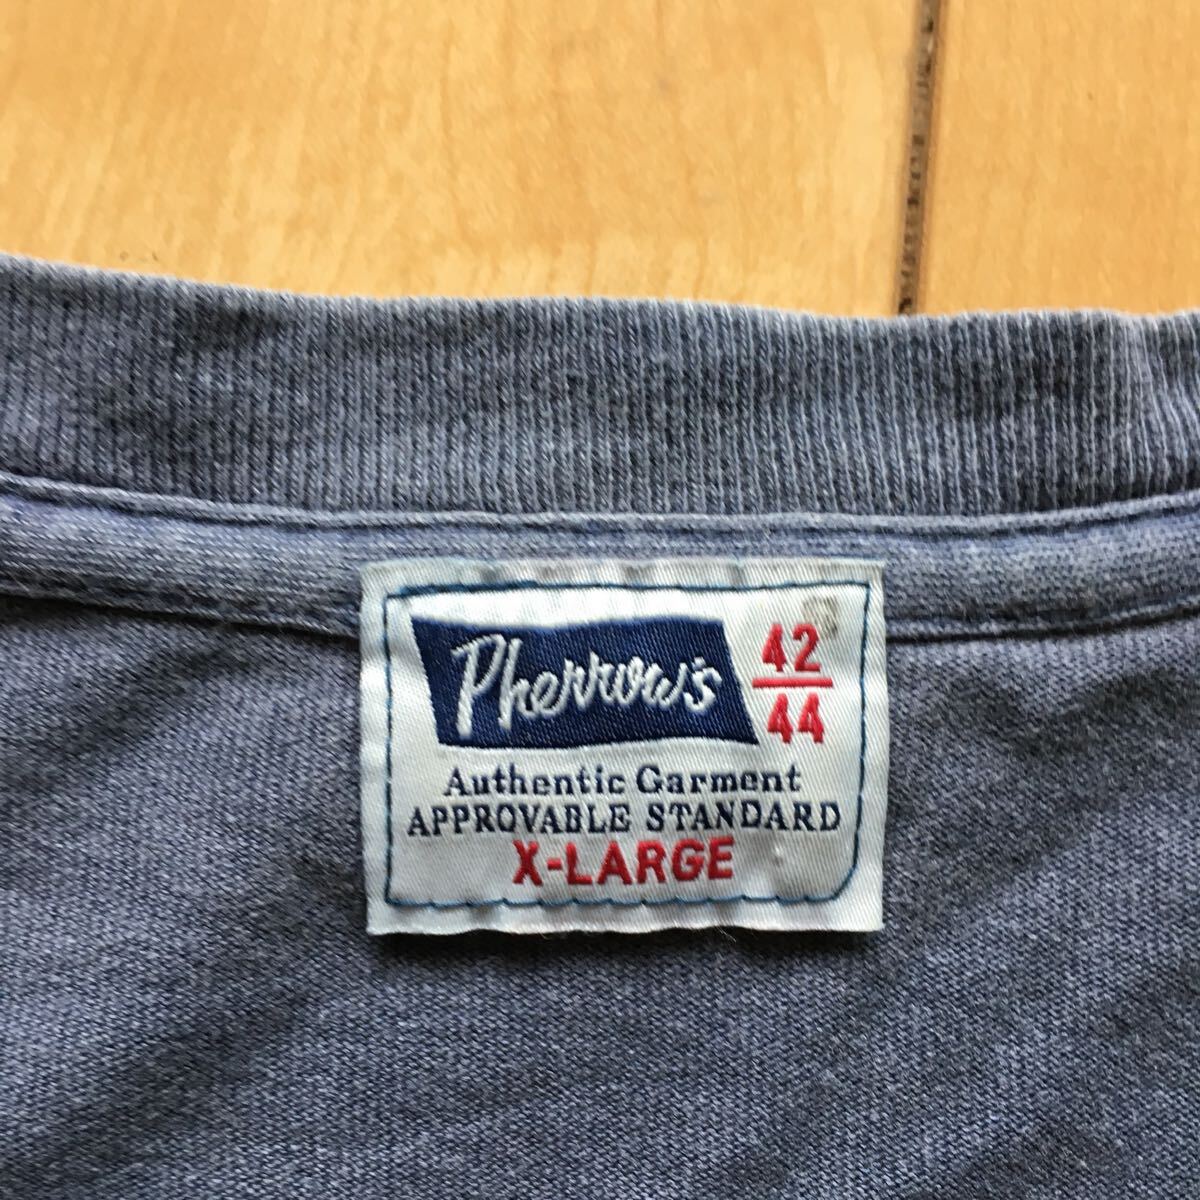 Pherrow's
42
44
Authentic Garment
APPROVABLE STANDARD
X-LARGE